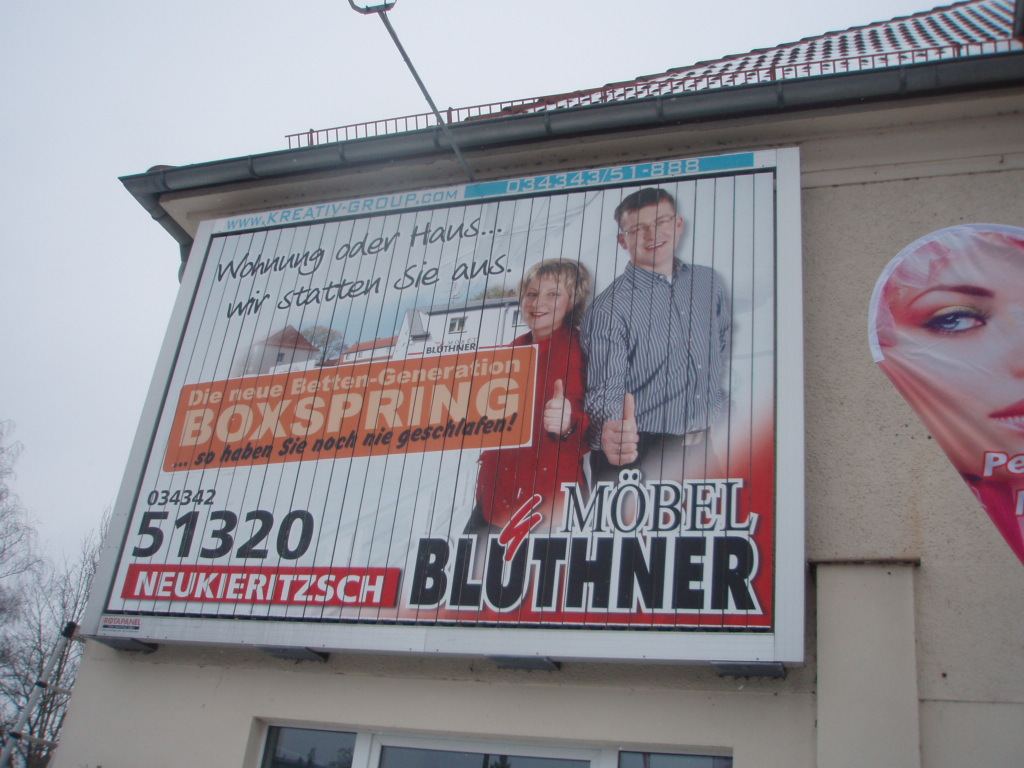 WWW.KREATIV-GROUP.COM 034343/51-888
Wohnung oder Haus...
wir statten Sie aus.
BLÜTHNER
Die neue Betten-Generation
BOXSPRING
... so haben Sie noch nie geschlafen!
034342
51320
NEUKIERITZSCH
MÖBEL
BLÜTHNER
ROTAPANEL
Pe